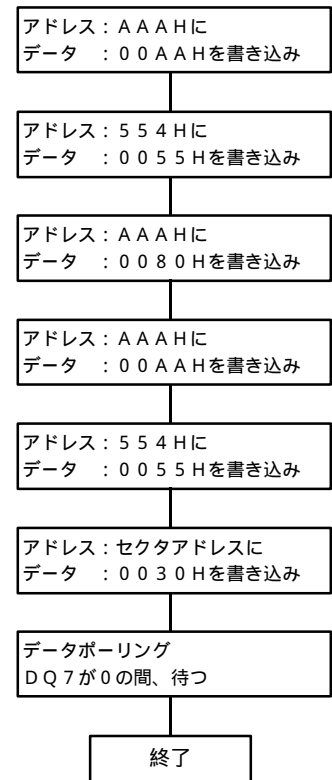 アドレス：ＡＡＡＨに
データ　：００ＡＡＨを書き込み
アドレス：５５４Ｈに
データ　：００５５Ｈを書き込み
アドレス：ＡＡＡＨに
データ　：００８０Ｈを書き込み
アドレス：ＡＡＡＨに
データ　：００ＡＡＨを書き込み
アドレス：５５４Ｈに
データ　：００５５Ｈを書き込み
アドレス：セクタアドレスに
データ　：００３０Ｈを書き込み
データポーリング
ＤＱ７が０の間、待つ
終了